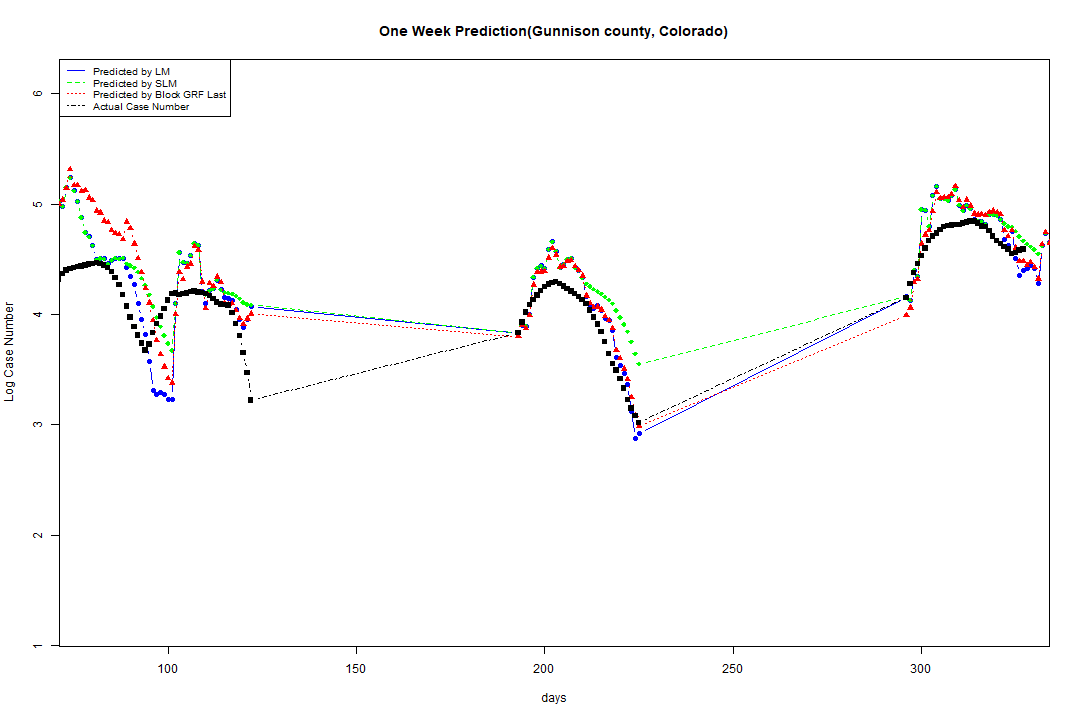 One Week Prediction(Gunnison county, Colorado)
Predicted by LM
Predicted by SLM
Predicted by Block GRF Last
Actual Case Number
6
5
4
3
2
1
Log Case Number
100 150 200 250 300
days